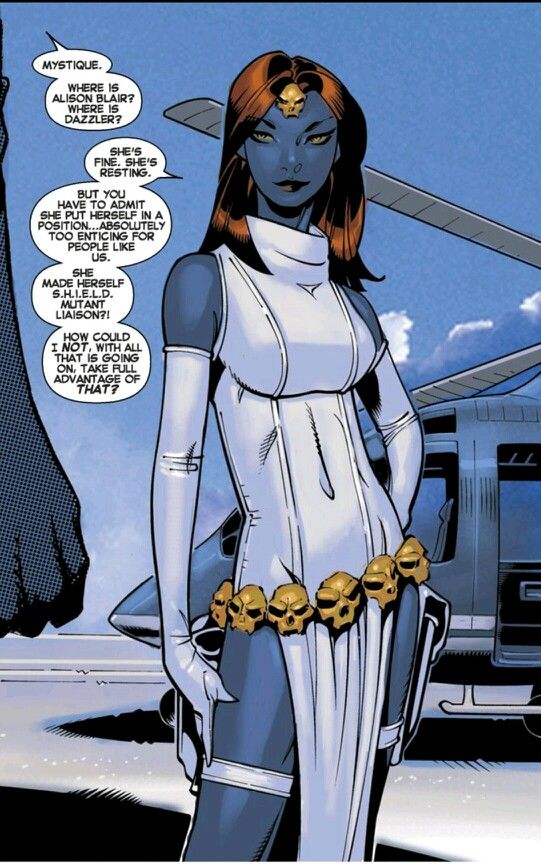 MYSTIQUE.
WHERE IS
ALISON BLAIR?
WHERE IS
DAZZLER?
SHE'S
FINE. SHE'S
RESTING.
BUT YOU
HAVE TO ADMIT
SHE PUT HERSELF IN A
POSITION...ABSOLUTELY
TOO ENTICING FOR
PEOPLE LIKE
US.
SHE
MADE HERSELF
S.H.I.E.L.D.
MUTANT
LIAISON?!
HOW COULD
I NOT, WITH ALL
THAT IS GOING
ON, TAKE FULL
ADVANTAGE OF
THAT?